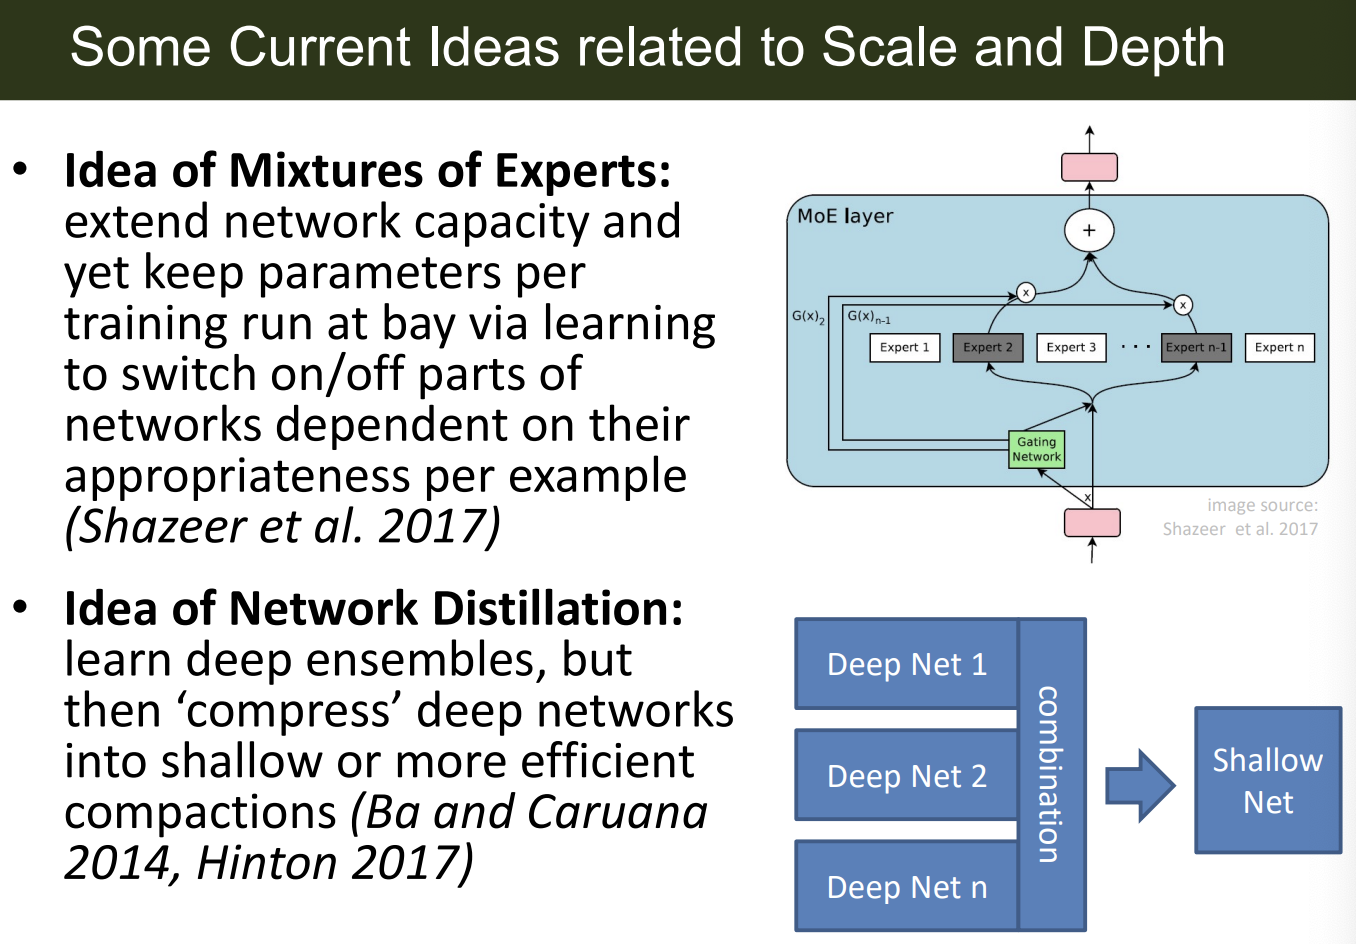 Some Current Ideas related to Scale and Depth
• Idea of Mixtures of Experts:
extend network capacity and
yet keep parameters per
training run at bay via learning
to switch on/off parts of
networks dependent on their
appropriateness per example
(Shazeer et al. 2017)
• Idea of Network Distillation:
learn deep ensembles, but
then ‘compress’ deep networks
into shallow or more efficient
compactions (Ba and Caruana
2014, Hinton 2017)
MoE layer
+
x
x
G(x)₂
G(x)ₙ₋₁
Expert 1
Expert 2
Expert 3
· · ·
Expert n-1
Expert n
Gating
Network
x
image source:
Shazeer et al. 2017
Deep Net 1
Deep Net 2
Deep Net n
combination
Shallow
Net